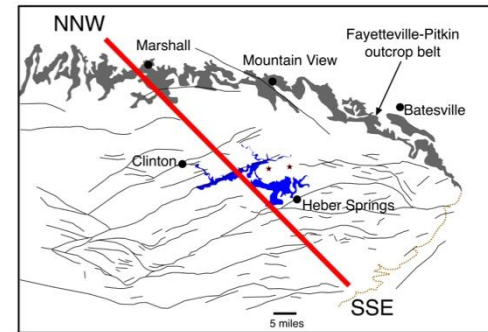 NNW
Marshall
Mountain View
Fayetteville-Pitkin
outcrop belt
Batesville
Clinton
Heber Springs
SSE
5 miles